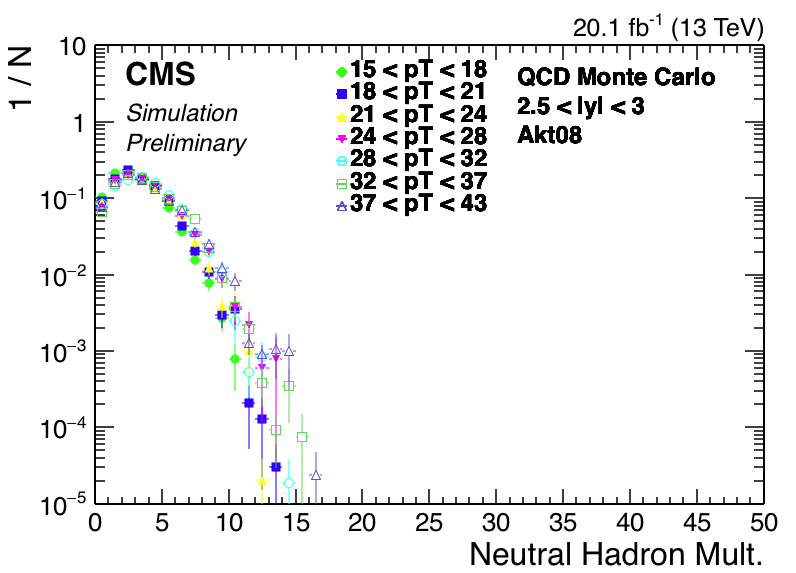 20.1 fb⁻¹ (13 TeV)
1 / N
CMS
Simulation
Preliminary
15 < pT < 18
18 < pT < 21
21 < pT < 24
24 < pT < 28
28 < pT < 32
32 < pT < 37
37 < pT < 43
QCD Monte Carlo
2.5 < lyl < 3
Akt08
10
1
10⁻¹
10⁻²
10⁻³
10⁻⁴
10⁻⁵
0 5 10 15 20 25 30 35 40 45 50
Neutral Hadron Mult.